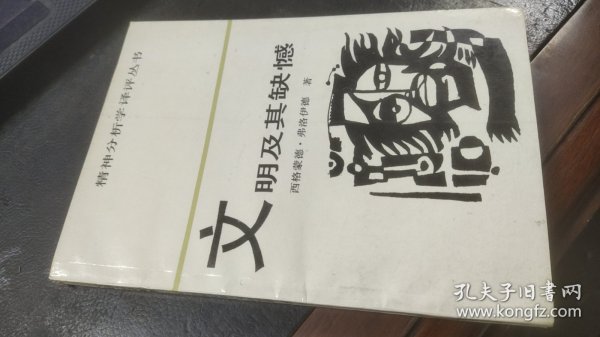 精神分析学译评丛书
文明及其缺憾
西格蒙德·弗洛伊德 著
孔夫子旧书网
www.kongfz.com